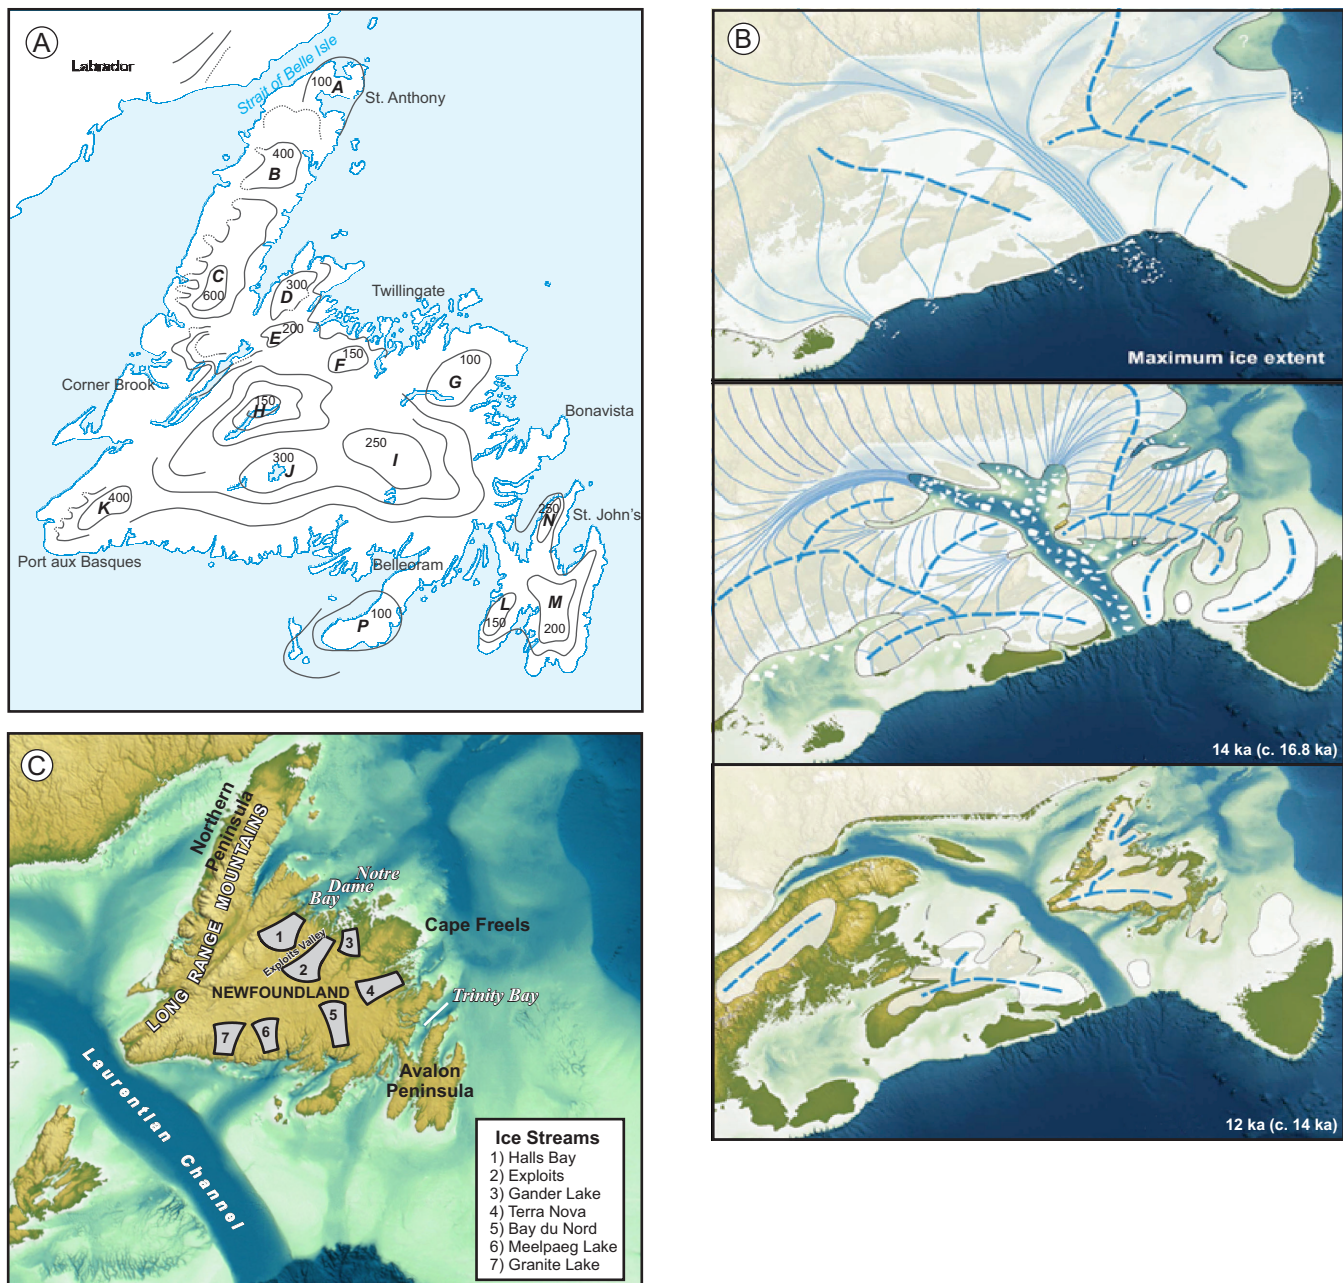 A
Labrador
Strait of Belle Isle
100
A
St. Anthony
400
B
C
600
300
D
Twillingate
200
E
150
F
100
G
Corner Brook
150
H
Bonavista
250
I
300
J
400
K
250
N
St. John's
Port aux Basques
Belleoram
100
P
L
150
M
200
B
?
Maximum ice extent
14 ka (c. 16.8 ka)
12 ka (c. 14 ka)
C
Northern
Peninsula
LONG RANGE MOUNTAINS
Notre
Dame
Bay
Cape Freels
1
Exploits Valley
2
3
4
NEWFOUNDLAND
Trinity Bay
5
6
7
Avalon
Peninsula
Laurentian Channel
Ice Streams
1) Halls Bay
2) Exploits
3) Gander Lake
4) Terra Nova
5) Bay du Nord
6) Meelpaeg Lake
7) Granite Lake